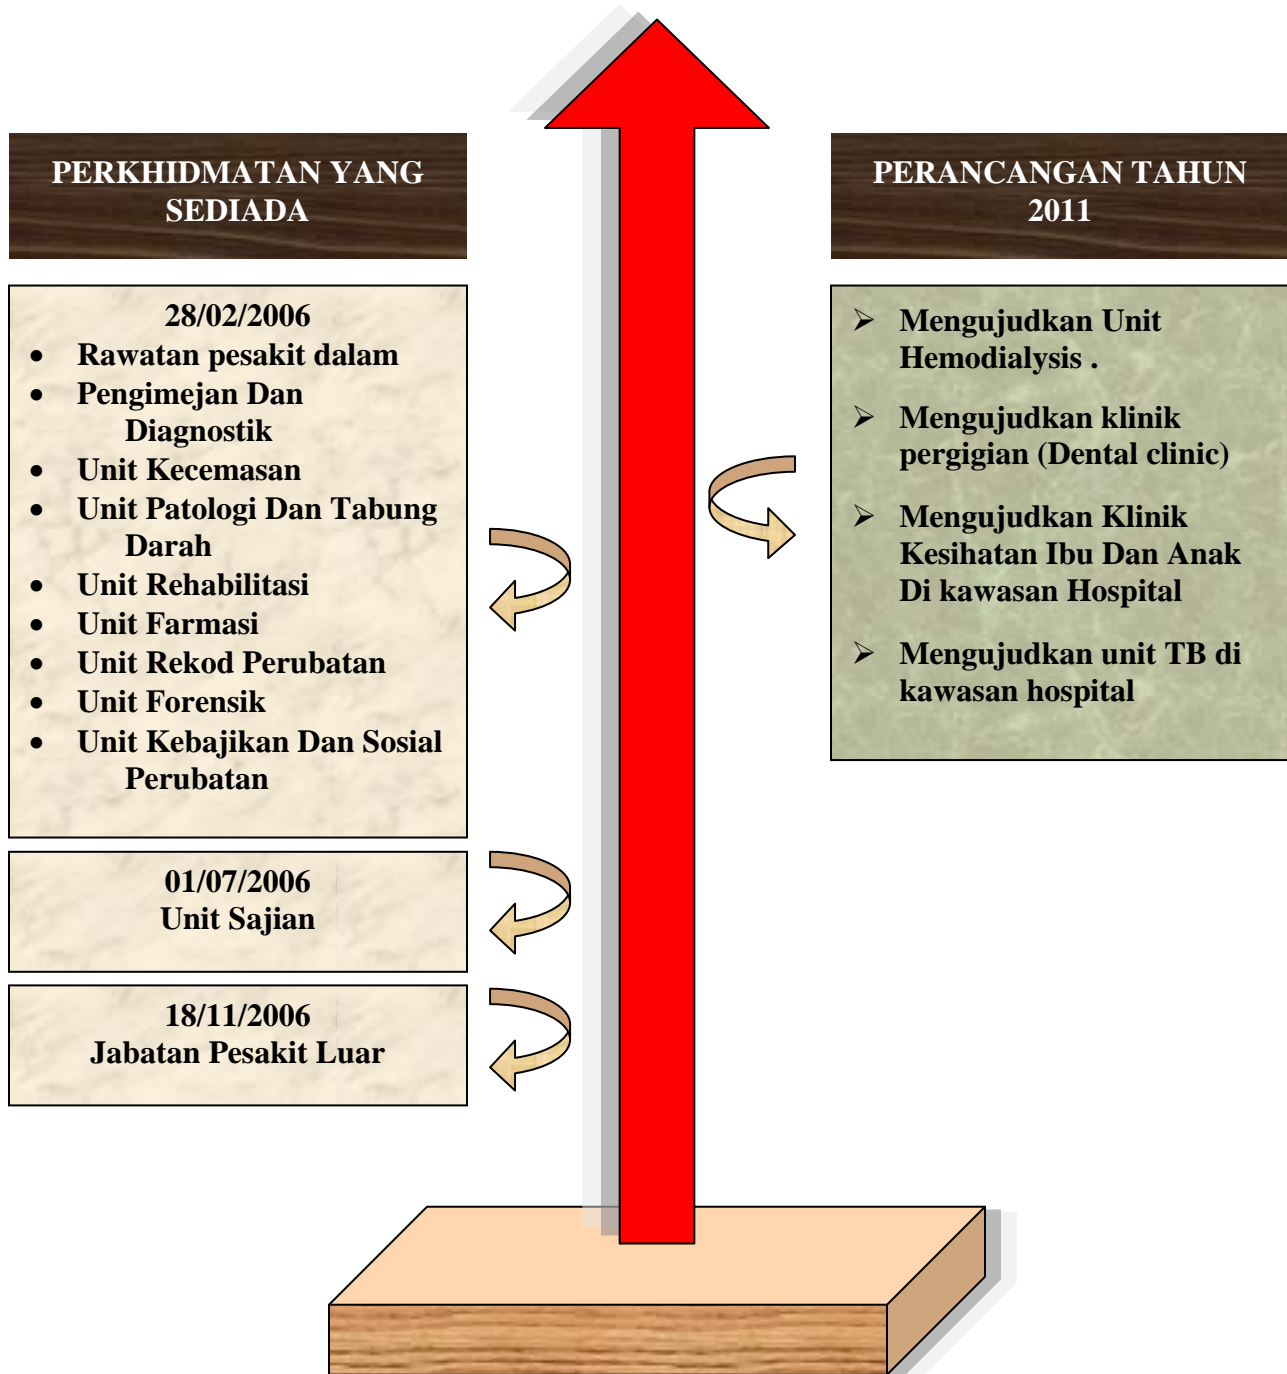 PERKHIDMATAN YANG
SEDIADA
28/02/2006
• Rawatan pesakit dalam
• Pengimejan Dan
Diagnostik
• Unit Kecemasan
• Unit Patologi Dan Tabung
Darah
• Unit Rehabilitasi
• Unit Farmasi
• Unit Rekod Perubatan
• Unit Forensik
• Unit Kebajikan Dan Sosial
Perubatan
01/07/2006
Unit Sajian
18/11/2006
Jabatan Pesakit Luar
PERANCANGAN TAHUN
2011
➢ Mengujudkan Unit
Hemodialysis .
➢ Mengujudkan klinik
pergigian (Dental clinic)
➢ Mengujudkan Klinik
Kesihatan Ibu Dan Anak
Di kawasan Hospital
➢ Mengujudkan unit TB di
kawasan hospital